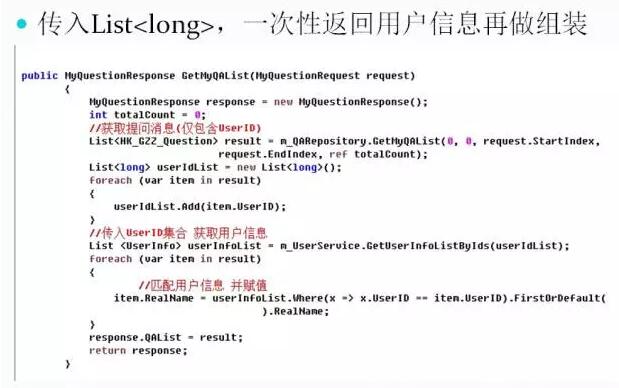 传入List<long>，一次性返回用户信息再做组装
public MyQuestionResponse GetMyQAList(MyQuestionRequest request)
{
MyQuestionResponse response = new MyQuestionResponse();
int totalCount = 0;
//获取提问消息(仅包含UserID)
List<HK_GZZ_Question> result = m_QARepository.GetMyQAList(0, 0, request.StartIndex,
request.EndIndex, ref totalCount);
List<long> userIdList = new List<long>();
foreach (var item in result)
{
userIdList.Add(item.UserID);
}
//传入UserID集合 获取用户信息
List <UserInfo> userInfoList = m_UserService.GetUserInfoListByIds(userIdList);
foreach (var item in result)
{
//匹配用户信息 并赋值
item.RealName = userInfoList.Where(x => x.UserID == item.UserID).FirstOrDefault(
).RealName;
}
response.QAList = result;
return response;
}